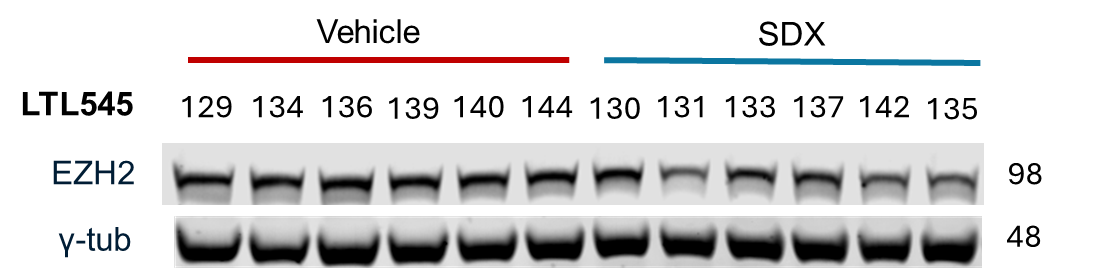 Vehicle SDX
LTL545 129 134 136 139 140 144 130 131 133 137 142 135
EZH2 98
γ-tub 48